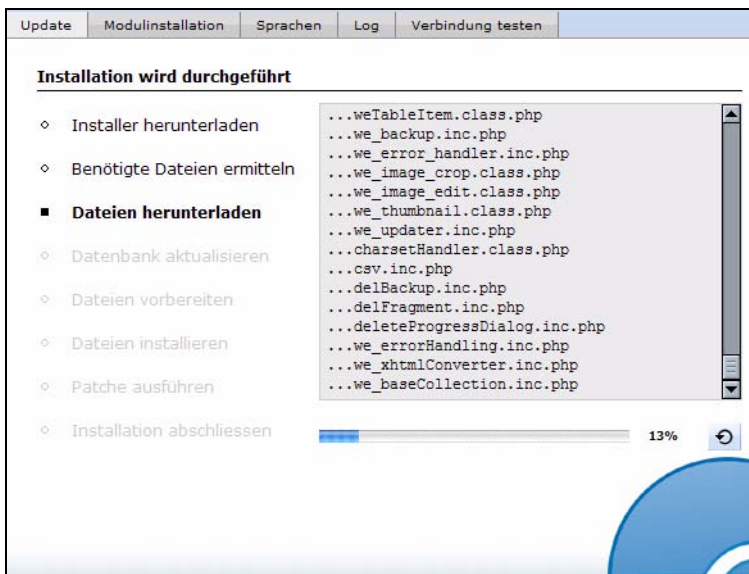 Update
Modulinstallation
Sprachen
Log
Verbindung testen
Installation wird durchgeführt
Installer herunterladen
Benötigte Dateien ermitteln
Dateien herunterladen
Datenbank aktualisieren
Dateien vorbereiten
Dateien installieren
Patche ausführen
Installation abschliessen
...weTableItem.class.php
...we_backup.inc.php
...we_error_handler.inc.php
...we_image_crop.class.php
...we_image_edit.class.php
...we_thumbnail.class.php
...we_updater.inc.php
...charsetHandler.class.php
...csv.inc.php
...delBackup.inc.php
...delFragment.inc.php
...deleteProgressDialog.inc.php
...we_errorHandling.inc.php
...we_xhtmlConverter.inc.php
...we_baseCollection.inc.php
13%